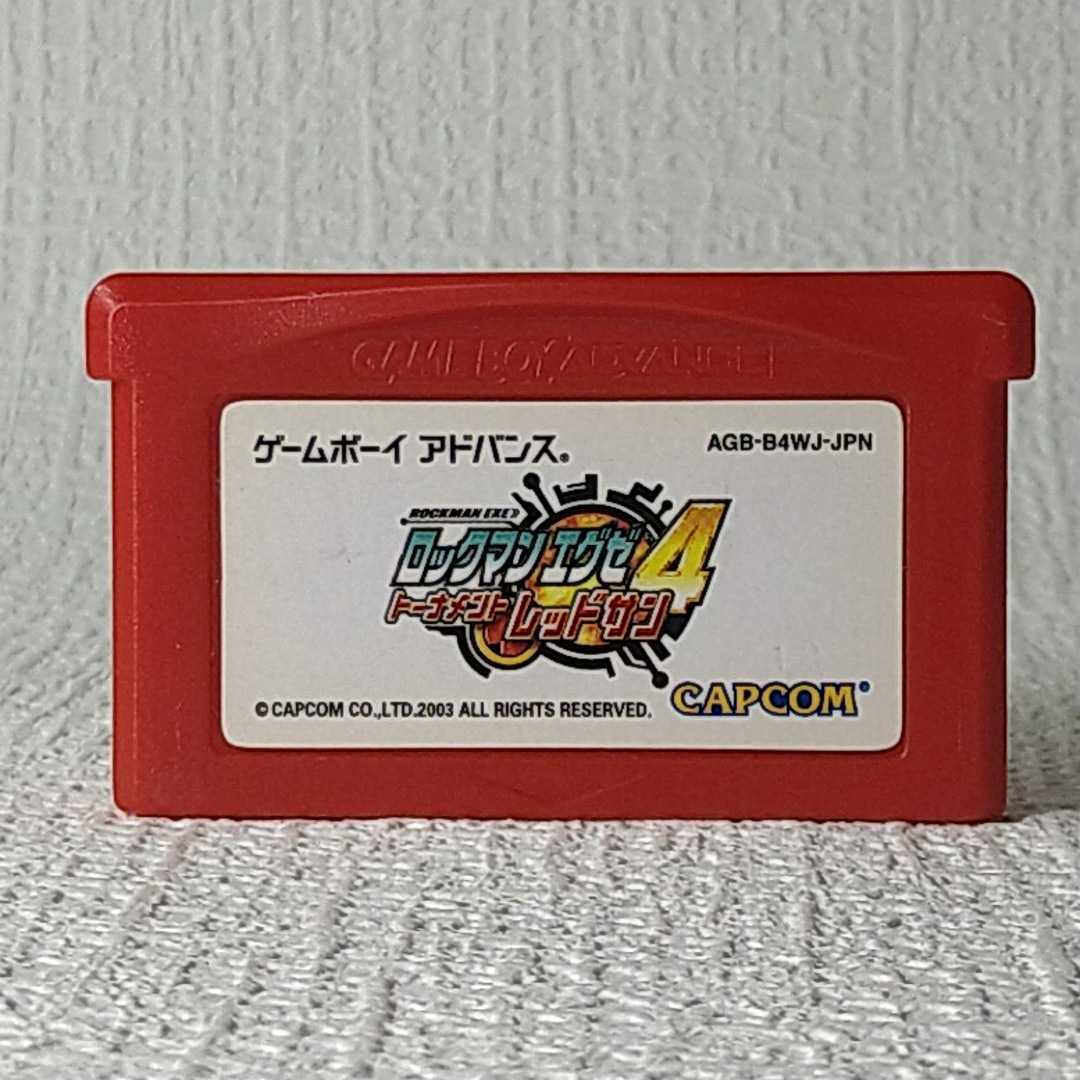 GAME BOY ADVANCE
ゲームボーイ アドバンス®
AGB-B4WJ-JPN
ROCKMAN EXE
ロックマン エグゼ4
トーナメント レッドサン
© CAPCOM CO.,LTD.2003 ALL RIGHTS RESERVED.
CAPCOM®